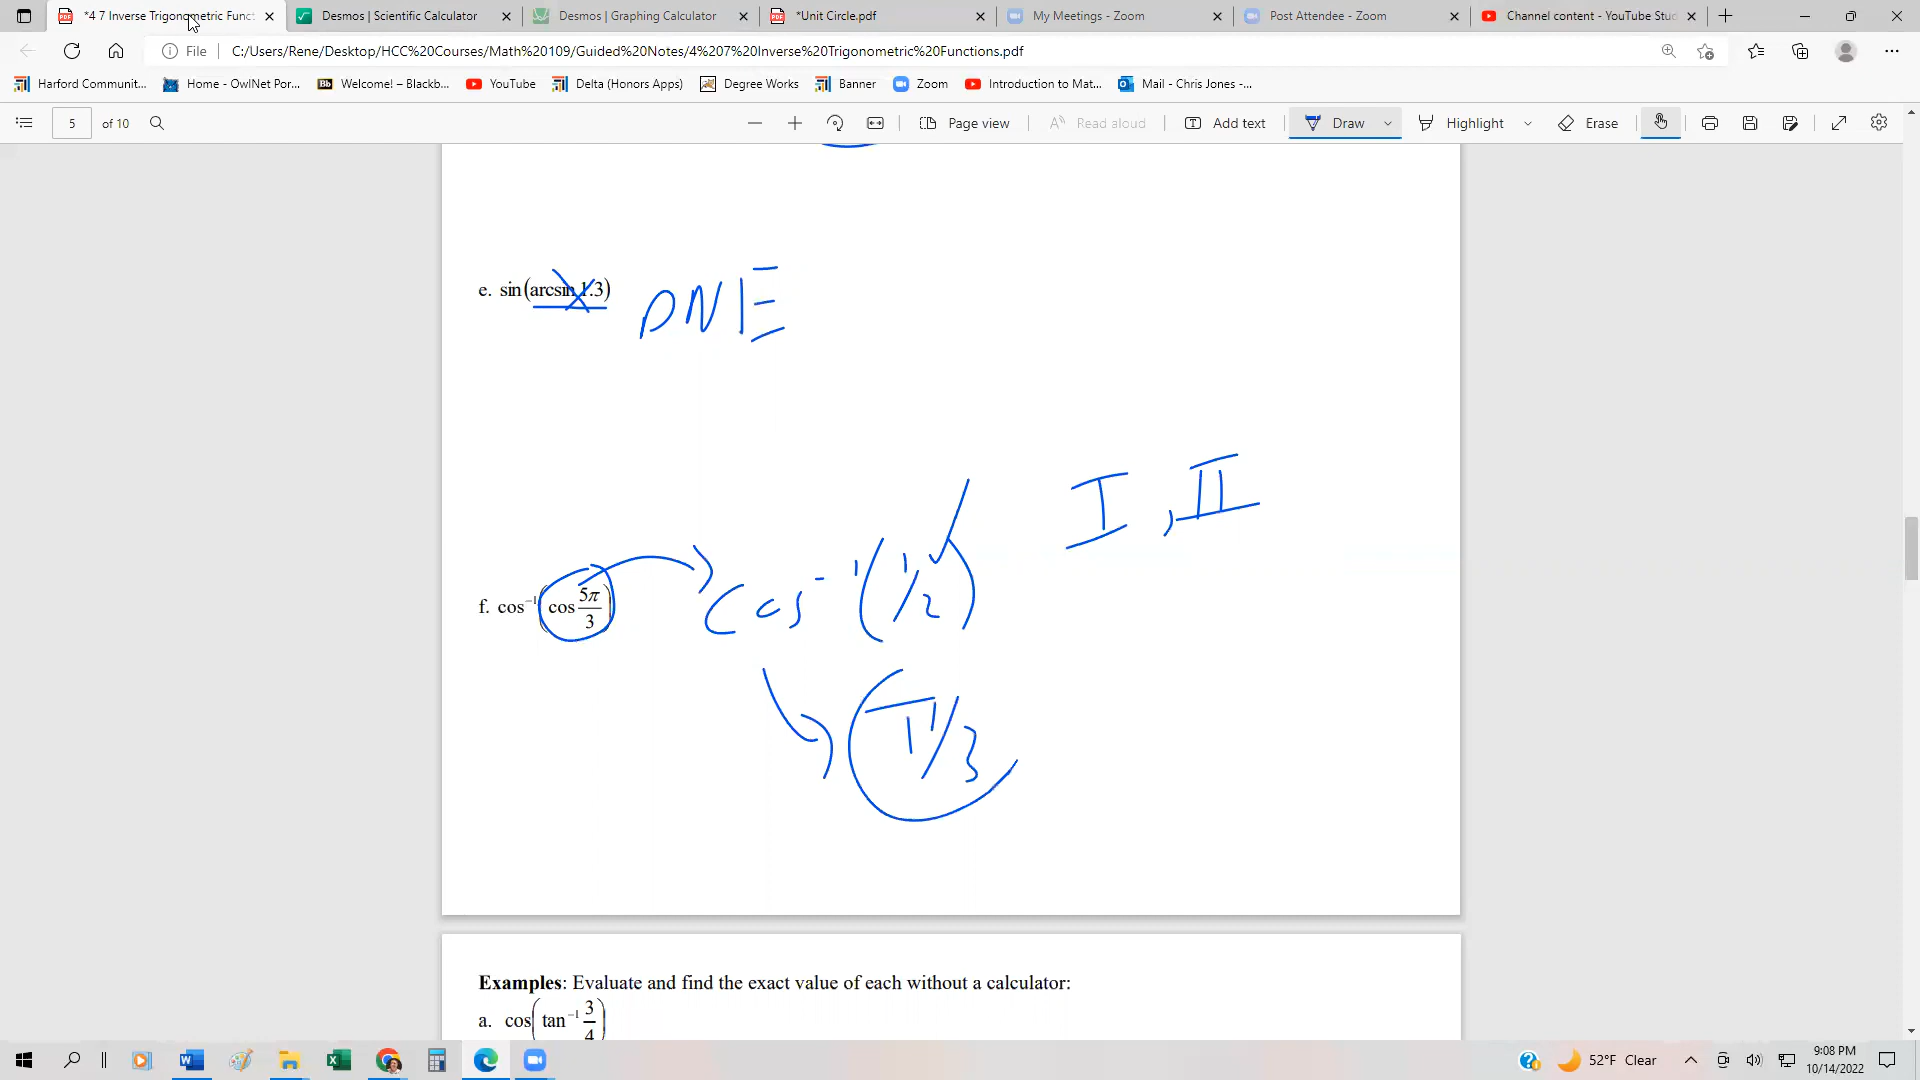 *4 7 Inverse Trigonometric Funct
Desmos | Scientific Calculator
Desmos | Graphing Calculator
*Unit Circle.pdf
My Meetings - Zoom
Post Attendee - Zoom
Channel content - YouTube Stu
File
C:/Users/Rene/Desktop/HCC%20Courses/Math%20109/Guided%20Notes/4%207%20Inverse%20Trigonometric%20Functions.pdf
Harford Communit...
Home - OwlNet Por...
Bb Welcome! – Blackb...
YouTube
Delta (Honors Apps)
Degree Works
Banner
Zoom
Introduction to Mat...
Mail - Chris Jones -...
5 of 10
Page view
Read aloud
Add text
Draw
Highlight
Erase
e. sin(arcsin 1.3) DNE
I, II
f. cos⁻¹(cos 5π/3) cos⁻¹(1/2)
π/3
Examples: Evaluate and find the exact value of each without a calculator:
a. cos(tan⁻¹ 3/4)
52°F Clear
9:08 PM
10/14/2022